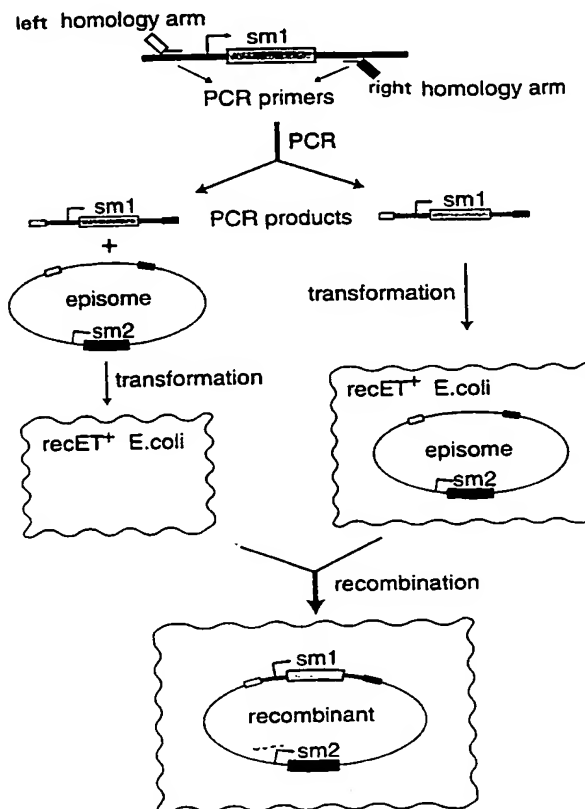 left homology arm
sm1
PCR primers
right homology arm
PCR
sm1
PCR products
sm1
+
episome
sm2
transformation
transformation
recET+ E.coli
recET+ E.coli
episome
sm2
recombination
sm1
recombinant
sm2